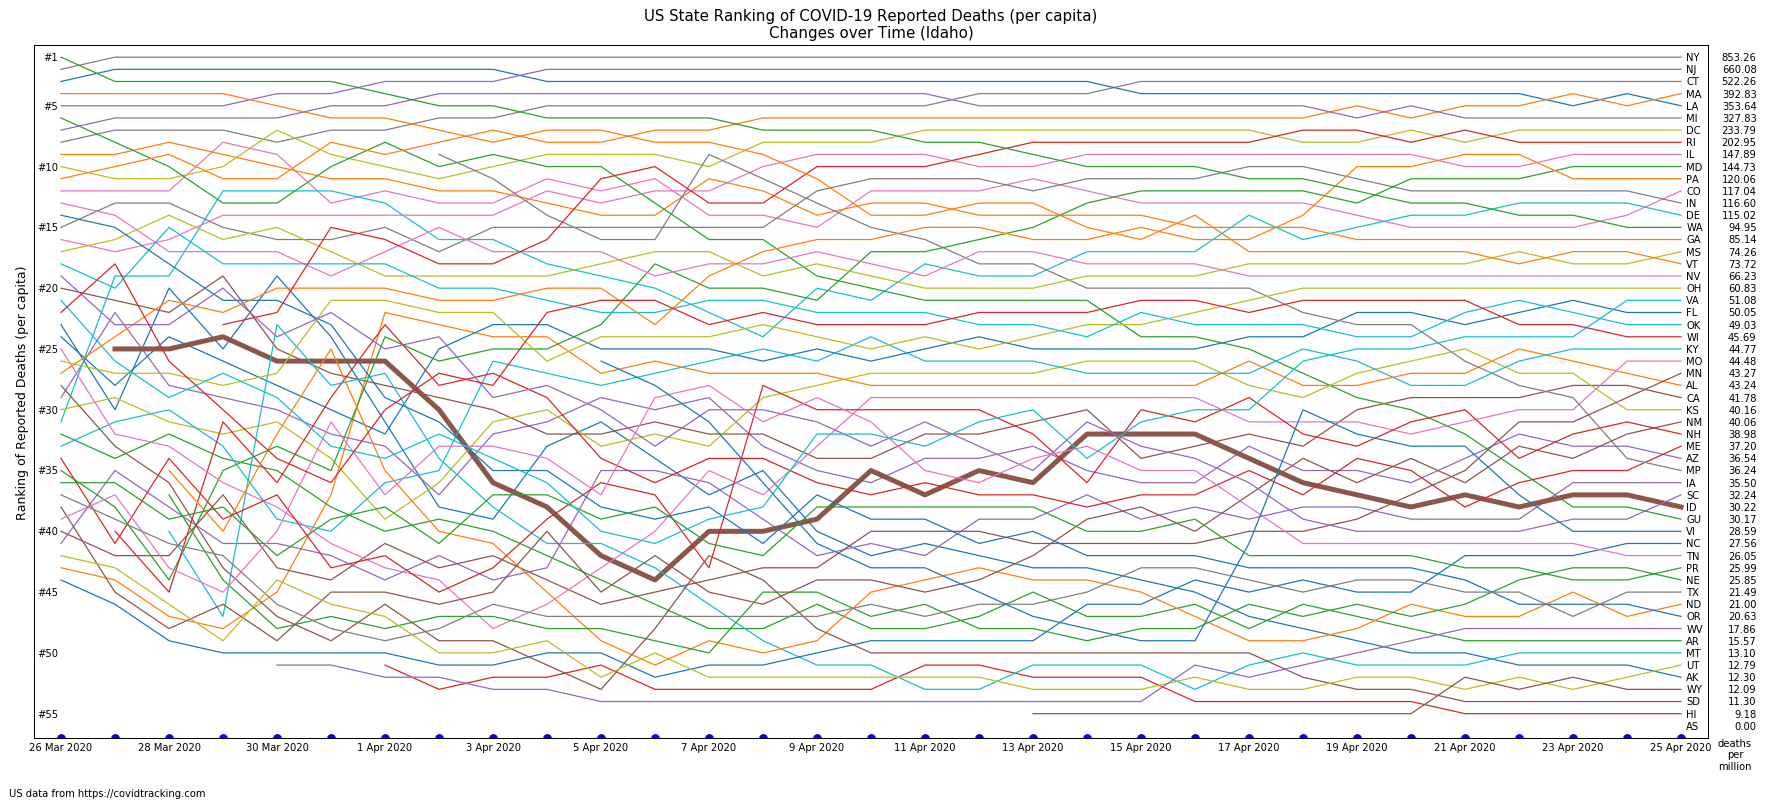 US State Ranking of COVID-19 Reported Deaths (per capita)
Changes over Time (Idaho)
Ranking of Reported Deaths (per capita)
#1
#5
#10
#15
#20
#25
#30
#35
#40
#45
#50
#55
NY 853.26
NJ 660.08
CT 522.26
MA 392.83
LA 353.64
MI 327.83
DC 233.79
RI 202.95
IL 147.89
MD 144.73
PA 120.06
CO 117.04
IN 116.60
DE 115.02
WA 94.95
GA 85.14
MS 74.26
VT 73.72
NV 66.23
OH 60.83
VA 51.08
FL 50.05
OK 49.03
WI 45.69
KY 44.77
MO 44.48
MN 43.27
AL 43.24
CA 41.78
KS 40.16
NM 40.06
NH 38.98
ME 37.20
AZ 36.54
MP 36.24
IA 35.50
SC 32.24
ID 30.22
GU 30.17
VI 28.59
NC 27.56
TN 26.05
PR 25.99
NE 25.85
TX 21.49
ND 21.00
OR 20.63
WV 17.86
AR 15.57
MT 13.10
UT 12.79
AK 12.30
WY 12.09
SD 11.30
HI 9.18
AS 0.00
26 Mar 2020 28 Mar 2020 30 Mar 2020 1 Apr 2020 3 Apr 2020 5 Apr 2020 7 Apr 2020 9 Apr 2020 11 Apr 2020 13 Apr 2020 15 Apr 2020 17 Apr 2020 19 Apr 2020 21 Apr 2020 23 Apr 2020 25 Apr 2020
deaths
per
million
US data from https://covidtracking.com